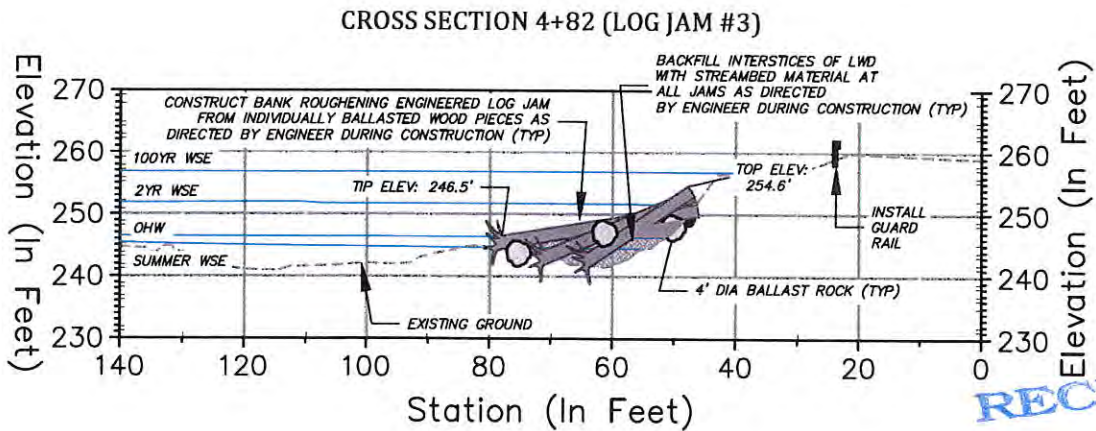 CROSS SECTION 4+82 (LOG JAM #3)
BACKFILL INTERSTICES OF LWD
WITH STREAMBED MATERIAL AT
ALL JAMS AS DIRECTED
BY ENGINEER DURING CONSTRUCTION (TYP)
CONSTRUCT BANK ROUGHENING ENGINEERED LOG JAM
FROM INDIVIDUALLY BALLASTED WOOD PIECES AS
DIRECTED BY ENGINEER DURING CONSTRUCTION (TYP)
Elevation (In Feet)
270
260
250
240
230
100YR WSE
2YR WSE
OHW
SUMMER WSE
TIP ELEV: 246.5'
TOP ELEV:
254.6'
INSTALL
GUARD
RAIL
4' DIA BALLAST ROCK (TYP)
EXISTING GROUND
270
260
250
240
230
Elevation (In Feet)
140 120 100 80 60 40 20 0
Station (In Feet)